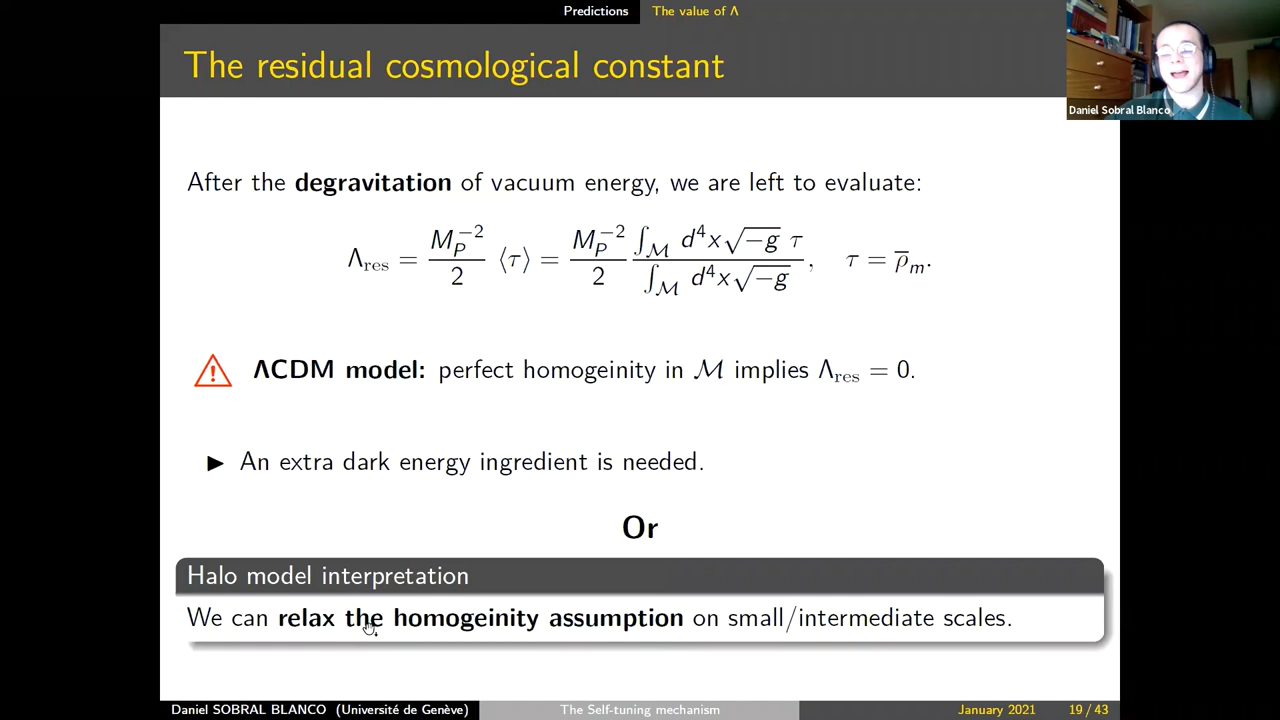 Predictions The value of Λ
The residual cosmological constant
Daniel Sobral Blanco
After the degravitation of vacuum energy, we are left to evaluate:
Λ_res = M_P^{-2}/2 ⟨τ⟩ = M_P^{-2}/2 ∫_ℳ d⁴x√−g τ / ∫_ℳ d⁴x√−g, τ = ρ̄_m.
ΛCDM model: perfect homogeinity in ℳ implies Λ_res = 0.
▶ An extra dark energy ingredient is needed.
Or
Halo model interpretation
We can relax the homogeinity assumption on small/intermediate scales.
Daniel SOBRAL BLANCO (Université de Genève) The Self-tuning mechanism January 2021 19 / 43